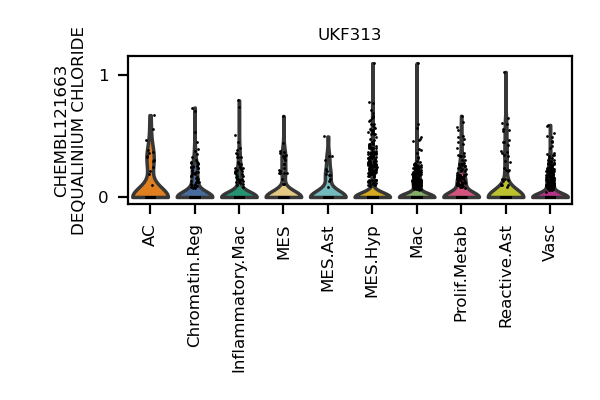 UKF313
CHEMBL121663
DEQUALINIUM CHLORIDE
1
0
AC
Chromatin.Reg
Inflammatory.Mac
MES
MES.Ast
MES.Hyp
Mac
Prolif.Metab
Reactive.Ast
Vasc